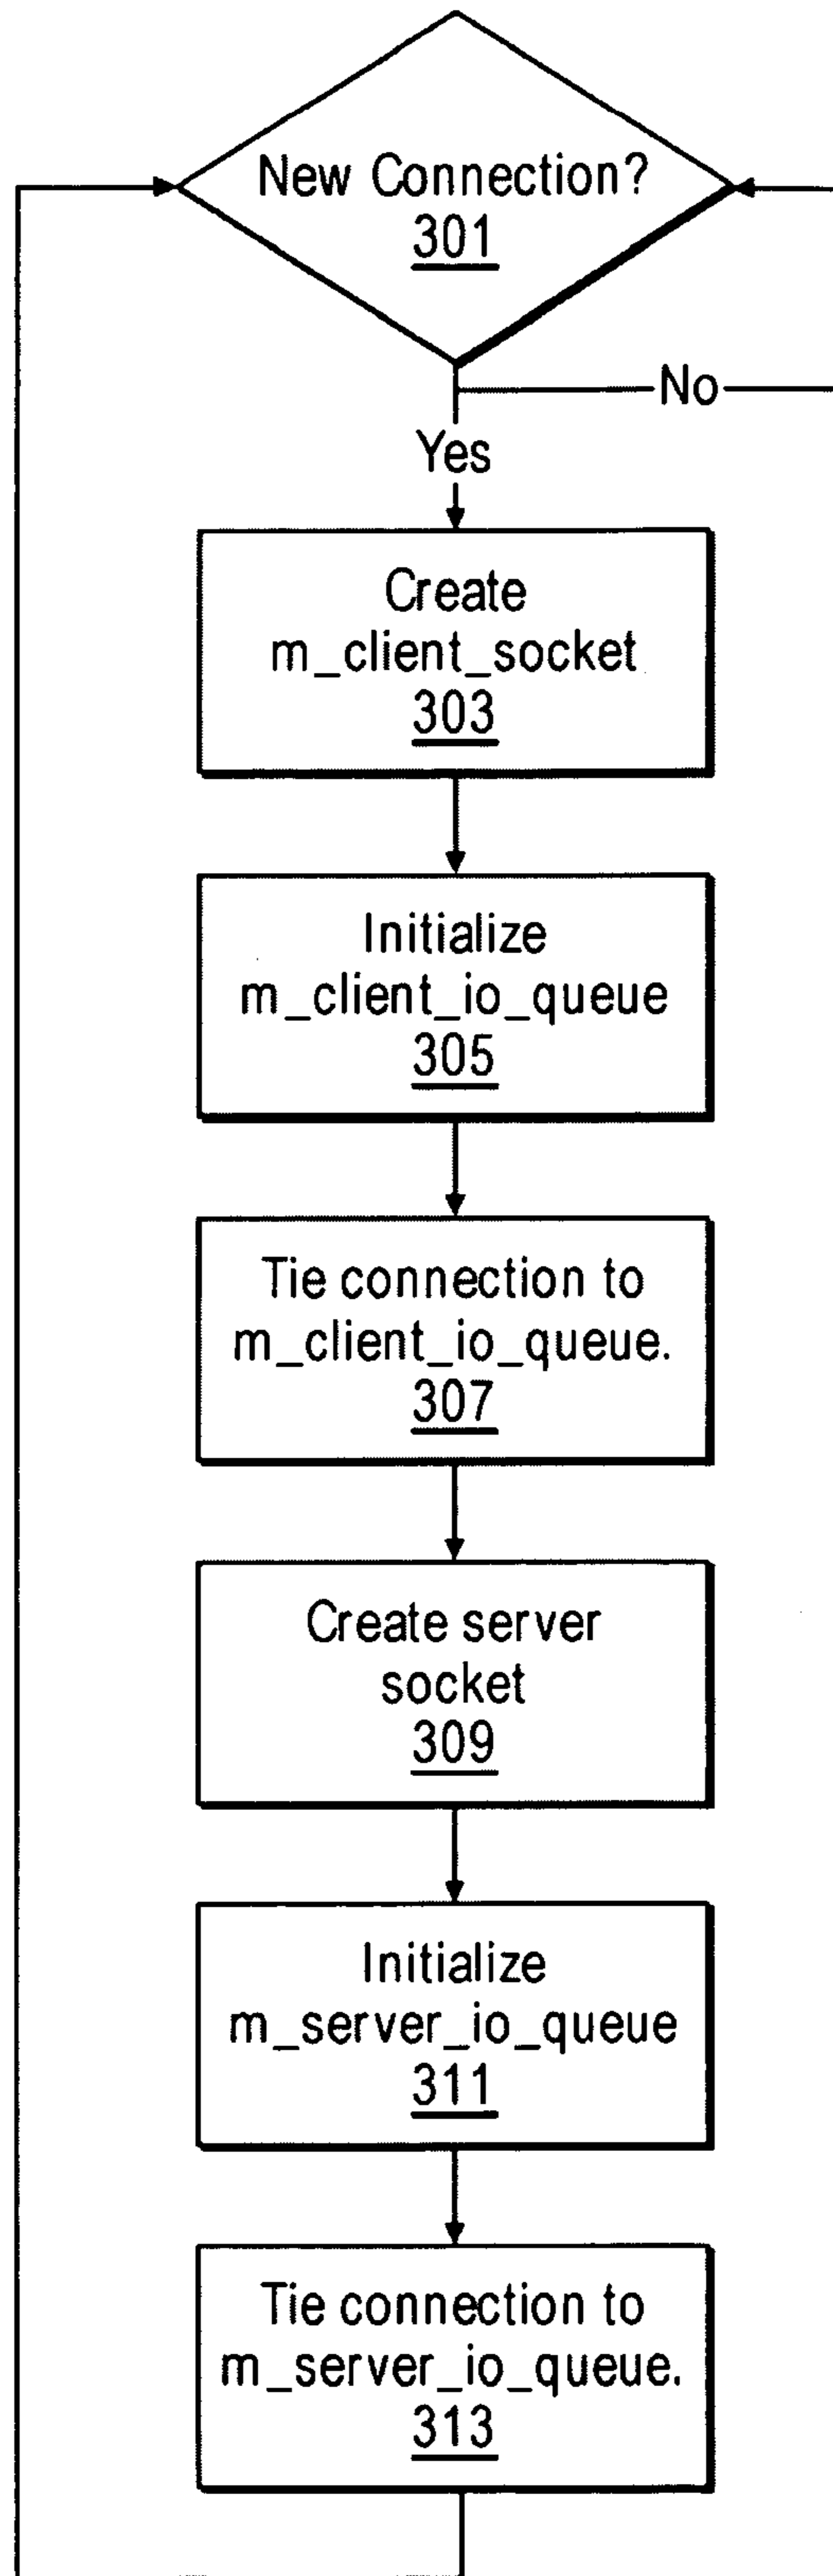 New Connection?
301
No
Yes
Create
m_client_socket
303
Initialize
m_client_io_queue
305
Tie connection to
m_client_io_queue.
307
Create server
socket
309
Initialize
m_server_io_queue
311
Tie connection to
m_server_io_queue.
313